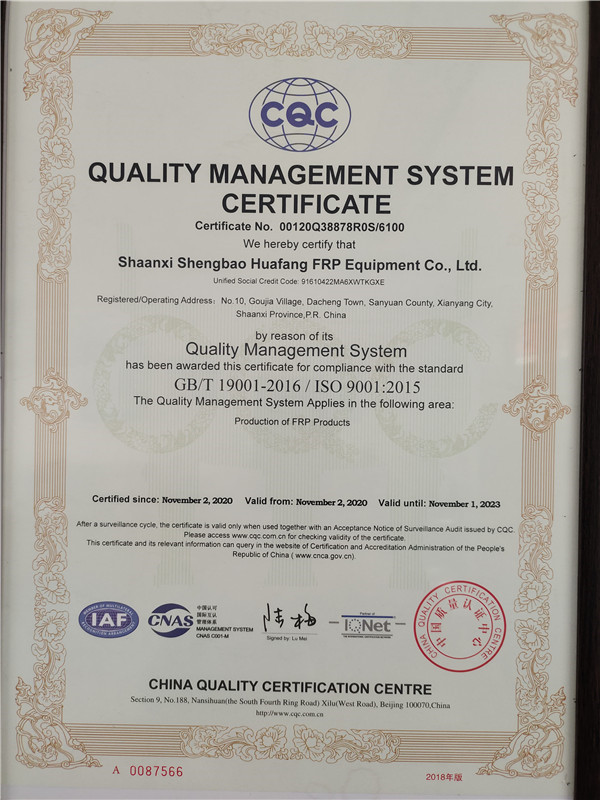 CQC
QUALITY MANAGEMENT SYSTEM
CERTIFICATE
Certificate No. 00120Q38878R0S/6100
We hereby certify that
Shaanxi Shengbao Huafang FRP Equipment Co., Ltd.
Unified Social Credit Code: 91610422MA6XWTKGXE
Registered/Operating Address: No.10, Goujia Village, Dacheng Town, Sanyuan County, Xianyang City,
Shaanxi Province,P.R. China
by reason of its
Quality Management System
has been awarded this certificate for compliance with the standard
GB/T 19001-2016 / ISO 9001:2015
The Quality Management System Applies in the following area:
Production of FRP Products
Certified since: November 2, 2020 Valid from: November 2, 2020 Valid until: November 1, 2023
After a surveillance cycle, the certificate is valid only when used together with an Acceptance Notice of Surveillance Audit issued by CQC.
Please access www.cqc.com.cn for checking validity of the certificate.
This certificate and its relevant information can query in the website of Certification and Accreditation Administration of the People's
Republic of China ( www.cnca.gov.cn).
MEMBER OF MULTILATERAL
IAF
RECOGNITION ARRANGEMENT
CNAS
中国认可
国际互认
管理体系
MANAGEMENT SYSTEM
CNAS C001-M
陆梅
Signed by: Lu Mei
Partner of
IQNet
CHINA QUALITY CERTIFICATION CENTRE
中国质量认证中心
CHINA QUALITY CERTIFICATION CENTRE
Section 9, No.188, Nansihuan(the South Fourth Ring Road) Xilu(West Road), Beijing 100070,China
http://www.cqc.com.cn
A 0087566
2018年版